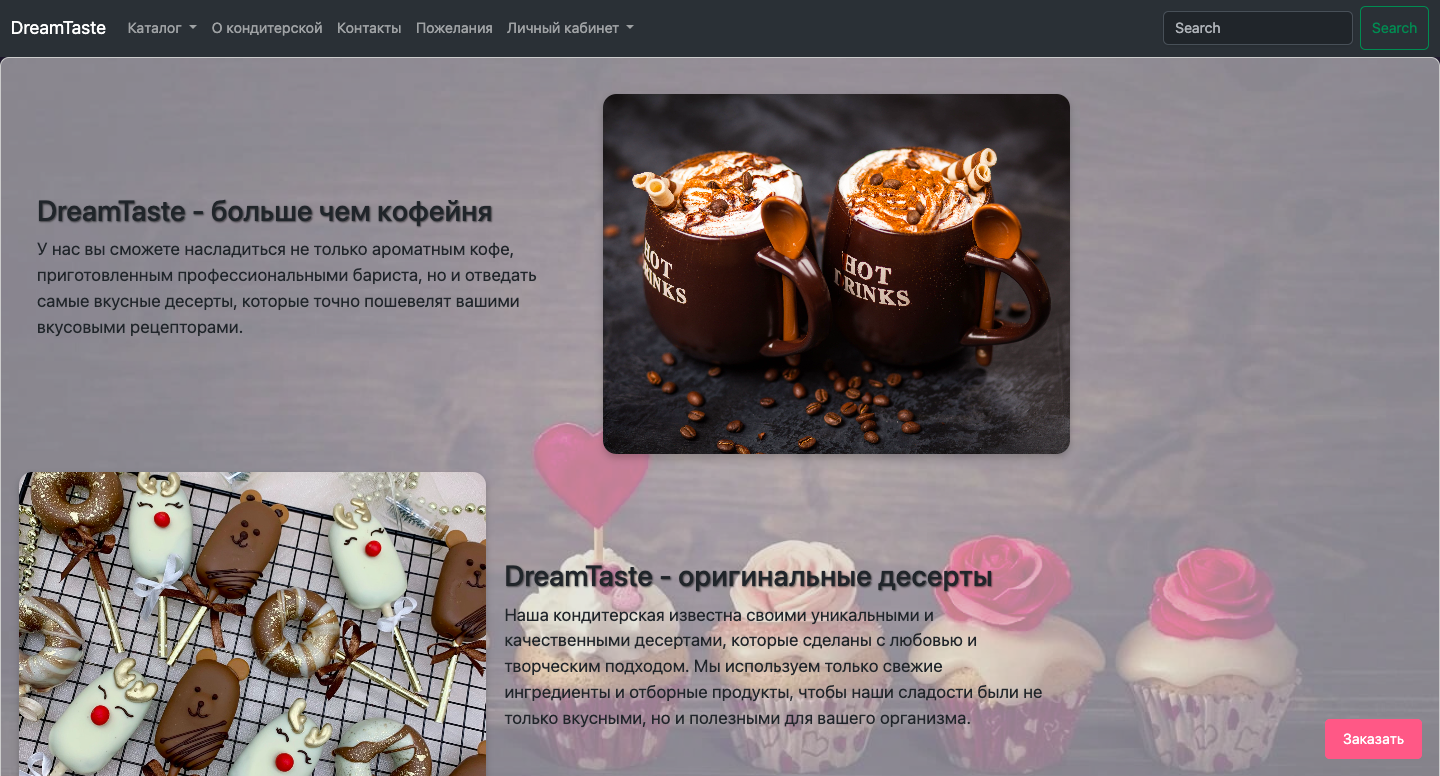 DreamTaste Каталог О кондитерской Контакты Пожелания Личный кабинет Search Search
DreamTaste - больше чем кофейня
У нас вы сможете насладиться не только ароматным кофе,
приготовленным профессиональными бариста, но и отведать
самые вкусные десерты, которые точно пошевелят вашими
вкусовыми рецепторами.
HOT
DRINKS
HOT
DRINKS
DreamTaste - оригинальные десерты
Наша кондитерская известна своими уникальными и
качественными десертами, которые сделаны с любовью и
творческим подходом. Мы используем только свежие
ингредиенты и отборные продукты, чтобы наши сладости были не
только вкусными, но и полезными для вашего организма.
Заказать